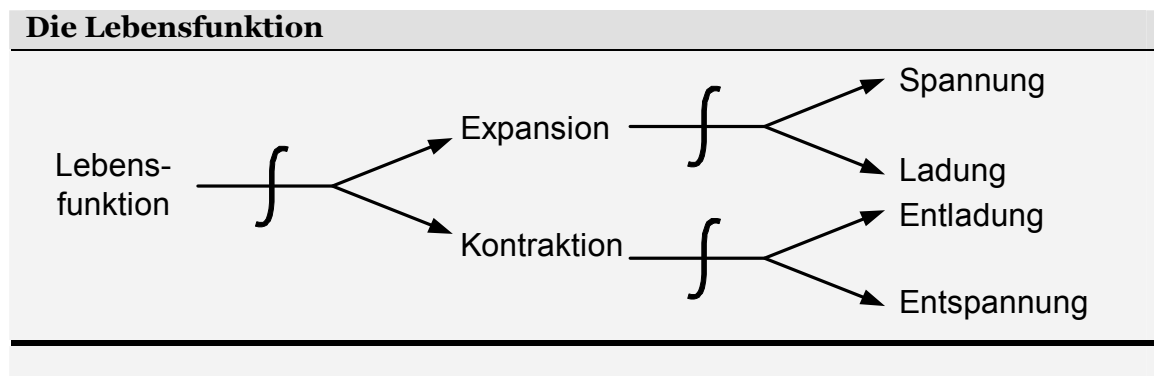 Die Lebensfunktion
Lebens-
funktion
Expansion
Kontraktion
Spannung
Ladung
Entladung
Entspannung